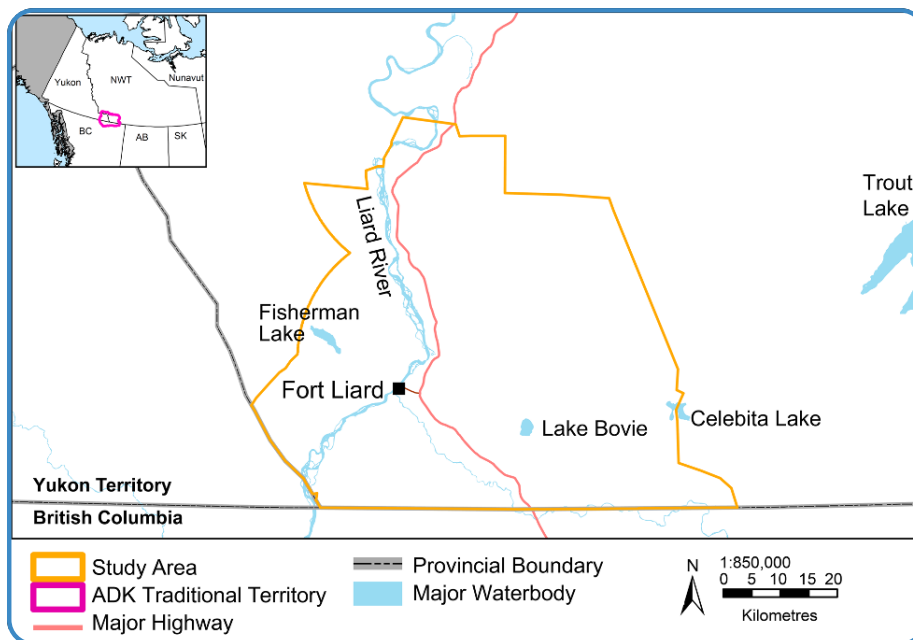 Yukon
NWT
Nunavut
BC
AB
SK
Trout
Lake
Liard River
Fisherman
Lake
Fort Liard
Lake Bovie
Celebita Lake
Yukon Territory
British Columbia
Study Area
ADK Traditional Territory
Major Highway
Provincial Boundary
Major Waterbody
N
1:850,000
0 5 10 15 20
Kilometres